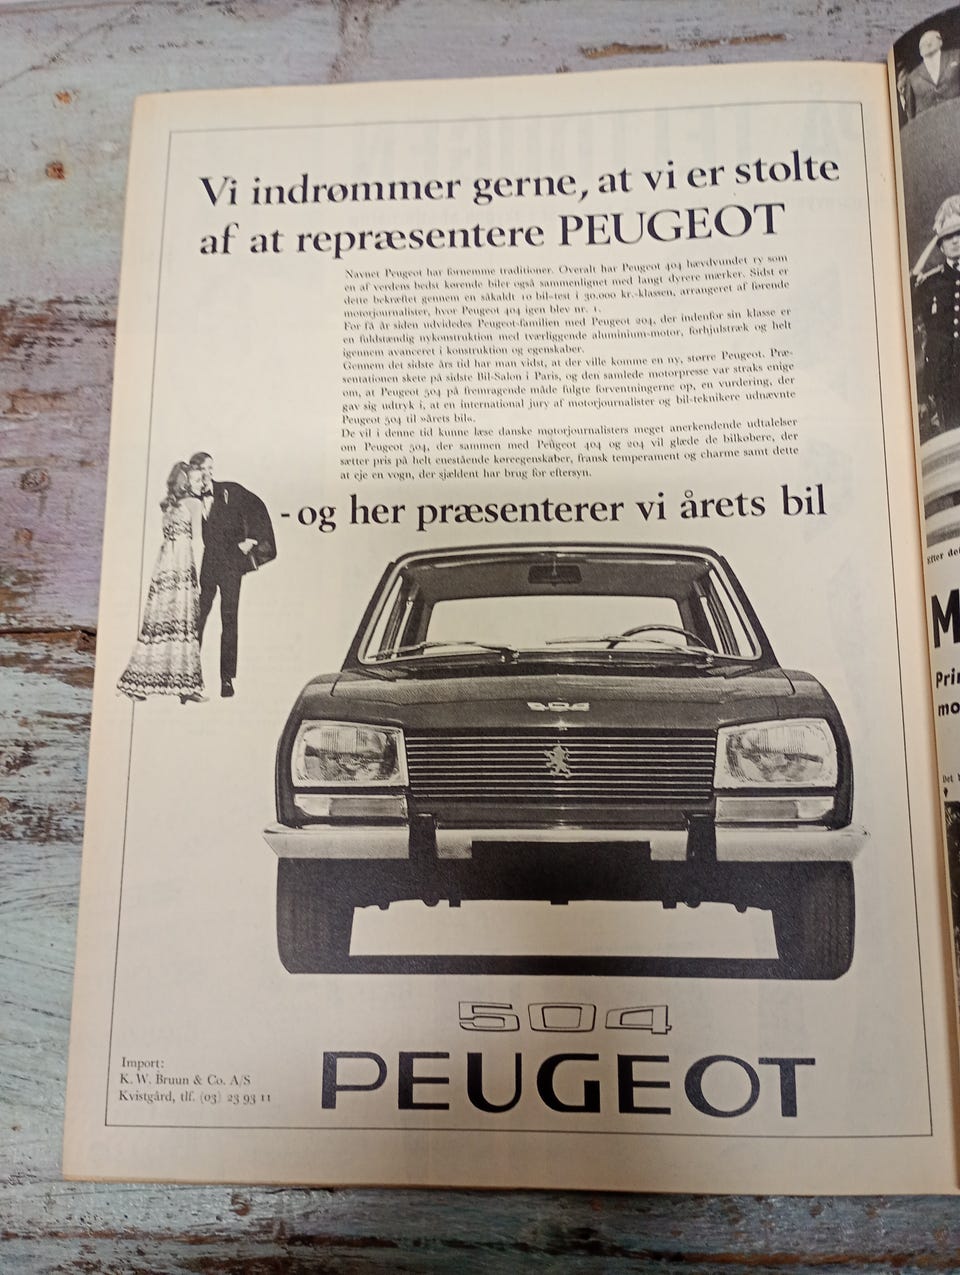 Vi indrømmer gerne, at vi er stolte
af at repræsentere PEUGEOT
Navnet Peugeot har fornemme traditioner. Overalt har Peugeot 404 hævdvundet ry som
en af verdens bedst kørende biler også sammenlignet med langt dyrere mærker. Sidst er
dette bekræftet gennem en såkaldt 10 bil-test i 30.000 kr.-klassen, arrangeret af førende
motorjournalister, hvor Peugeot 404 igen blev nr. 1.
For få år siden udvidedes Peugeot-familien med Peugeot 204, der indenfor sin klasse er
en fuldstændig nykonstruktion med tværliggende aluminium-motor, forhjulstræk og helt
igennem avanceret i konstruktion og egenskaber.
Gennem det sidste års tid har man vidst, at der ville komme en ny, større Peugeot. Præ-
sentationen skete på sidste Bil-Salon i Paris, og den samlede motorpresse var straks enige
om, at Peugeot 504 på fremragende måde fulgte forventningerne op, en vurdering, der
gav sig udtryk i, at en international jury af motorjournalister og bil-teknikere udnævnte
Peugeot 504 til »årets bil«.
De vil i denne tid kunne læse danske motorjournalisters meget anerkendende udtalelser
om Peugeot 504, der sammen med Peugeot 404 og 204 vil glæde de bilkøbere, der
sætter pris på helt enestående køreegenskaber, fransk temperament og charme samt dette
at eje en vogn, der sjældent har brug for eftersyn.
- og her præsenterer vi årets bil
504
504
PEUGEOT
Import:
K. W. Bruun & Co. A/S
Kvistgård, tlf. (03) 23 93 11
Efter
M
Det